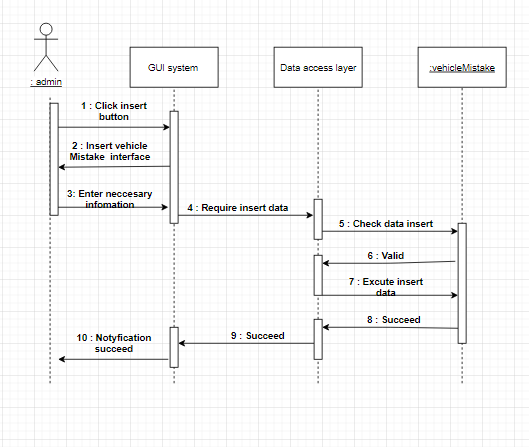 GUI system
Data access layer
:vehicleMistake
: admin
1 : Click insert
button
2 : Insert vehicle
Mistake  interface
3: Enter neccesary
infomation
4 : Require insert data
5 : Check data insert
6 : Valid
7 : Excute insert
data
8 : Succeed
9 : Succeed
10 : Notyfication
succeed